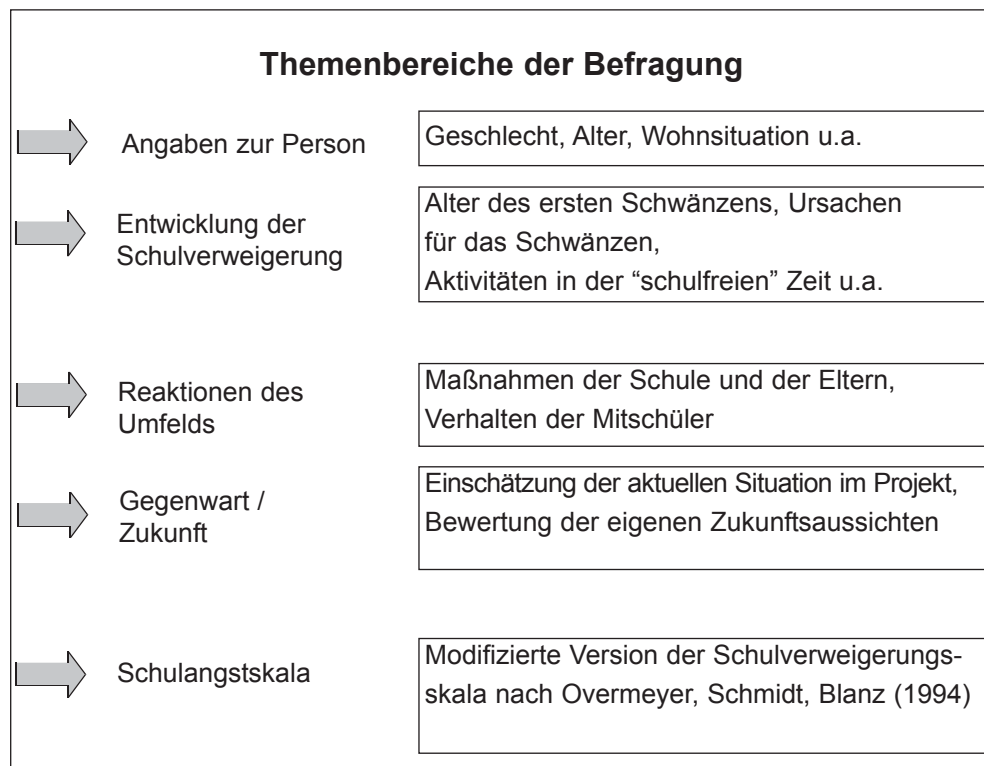 Themenbereiche der Befragung
Angaben zur Person
Geschlecht, Alter, Wohnsituation u.a.
Entwicklung der
Schulverweigerung
Alter des ersten Schwänzens, Ursachen
für das Schwänzen,
Aktivitäten in der “schulfreien” Zeit u.a.
Reaktionen des
Umfelds
Maßnahmen der Schule und der Eltern,
Verhalten der Mitschüler
Gegenwart /
Zukunft
Einschätzung der aktuellen Situation im Projekt,
Bewertung der eigenen Zukunftsaussichten
Schulangstskala
Modifizierte Version der Schulverweigerungs-
skala nach Overmeyer, Schmidt, Blanz (1994)